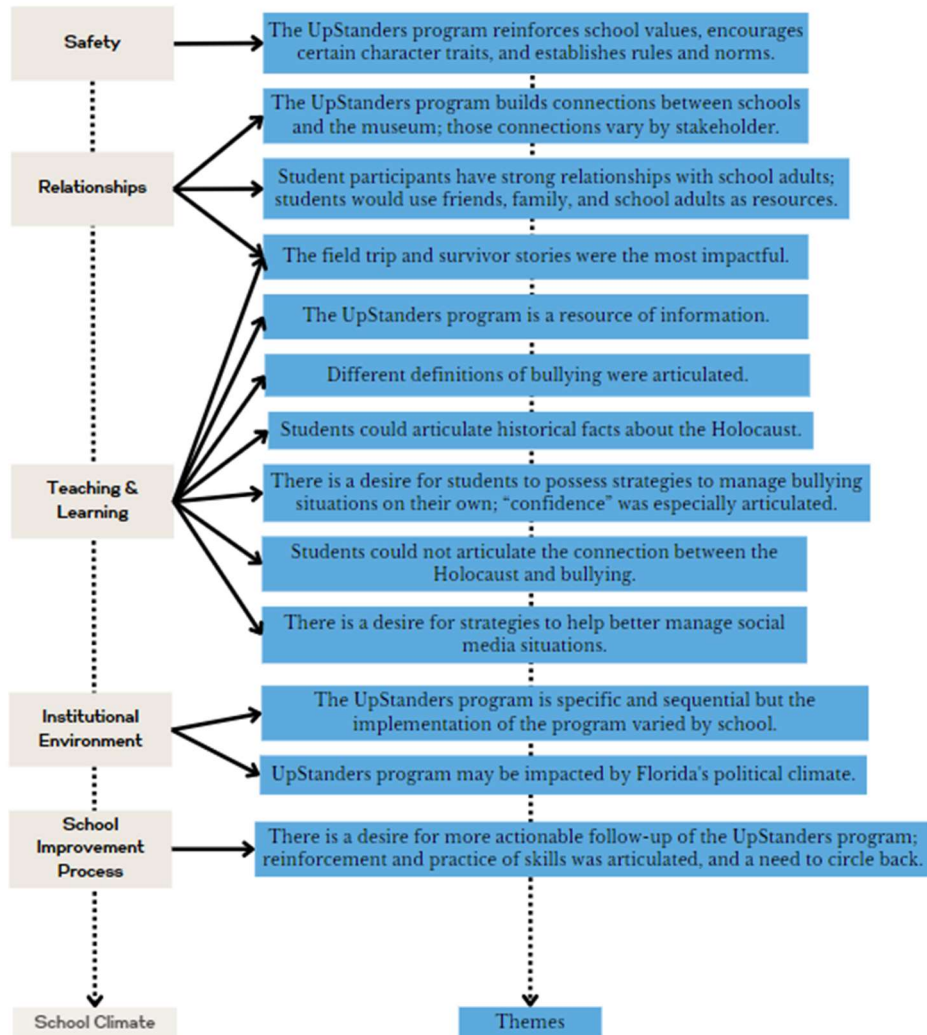 Safety
The UpStanders program reinforces school values, encourages
certain character traits, and establishes rules and norms.
The UpStanders program builds connections between schools
and the museum; those connections vary by stakeholder.
Relationships
Student participants have strong relationships with school adults;
students would use friends, family, and school adults as resources.
The field trip and survivor stories were the most impactful.
The UpStanders program is a resource of information.
Different definitions of bullying were articulated.
Students could articulate historical facts about the Holocaust.
Teaching &
Learning
There is a desire for students to possess strategies to manage bullying
situations on their own; “confidence” was especially articulated.
Students could not articulate the connection between the
Holocaust and bullying.
There is a desire for strategies to help better manage social
media situations.
Institutional
Environment
The UpStanders program is specific and sequential but the
implementation of the program varied by school.
UpStanders program may be impacted by Florida's political climate.
School
Improvement
Process
There is a desire for more actionable follow-up of the UpStanders program;
reinforcement and practice of skills was articulated, and a need to circle back.
School Climate
Themes